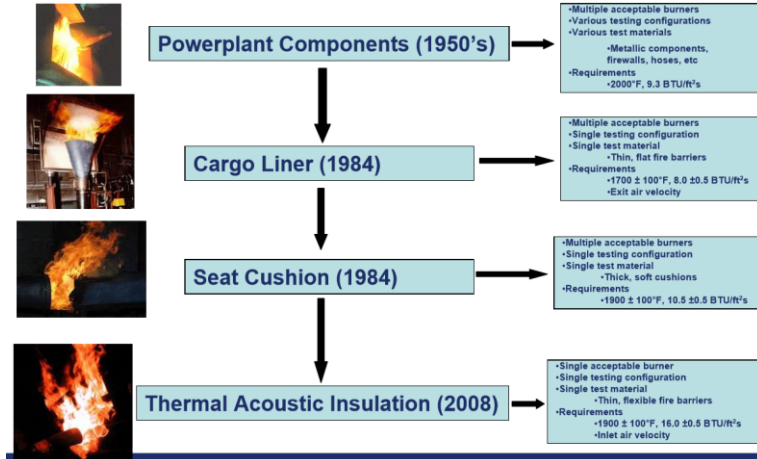 Powerplant Components (1950's)
•Multiple acceptable burners
•Various testing configurations
•Various test materials
•Metallic components,
firewalls, hoses, etc
•Requirements
•2000°F, 9.3 BTU/ft²s
Cargo Liner (1984)
•Multiple acceptable burners
•Single testing configuration
•Single test material
•Thin, flat fire barriers
•Requirements
•1700 ± 100°F, 8.0 ±0.5 BTU/ft²s
•Exit air velocity
Seat Cushion (1984)
•Multiple acceptable burners
•Single testing configuration
•Single test material
•Thick, soft cushions
•Requirements
•1900 ± 100°F, 10.5 ±0.5 BTU/ft²s
Thermal Acoustic Insulation (2008)
•Single acceptable burner
•Single testing configuration
•Single test material
•Thin, flexible fire barriers
•Requirements
•1900 ± 100°F, 16.0 ±0.5 BTU/ft²s
•Inlet air velocity